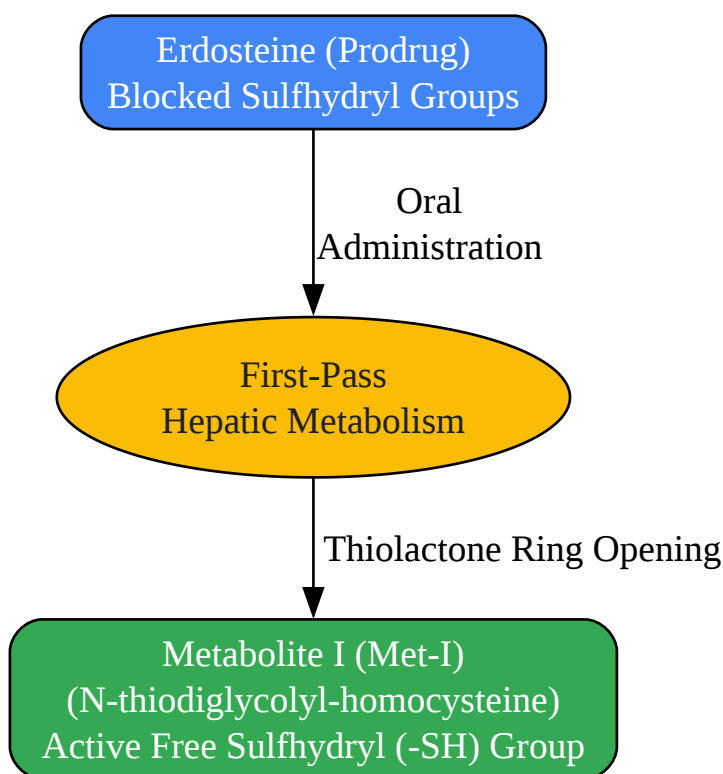 Erdosteine (Prodrug)
Blocked Sulfhydryl Groups
Oral
Administration
First-Pass
Hepatic Metabolism
Thiolactone Ring Opening
Metabolite I (Met-I)
(N-thiodiglycolyl-homocysteine)
Active Free Sulfhydryl (-SH) Group